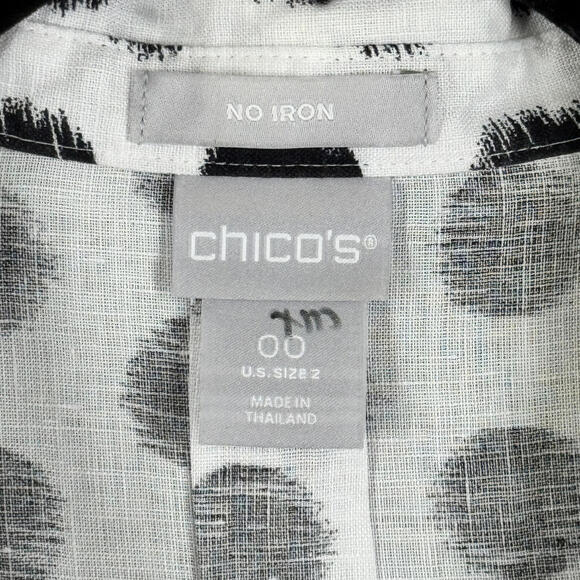 NO IRON
chico's®
00
U.S. SIZE 2
MADE IN
THAILAND